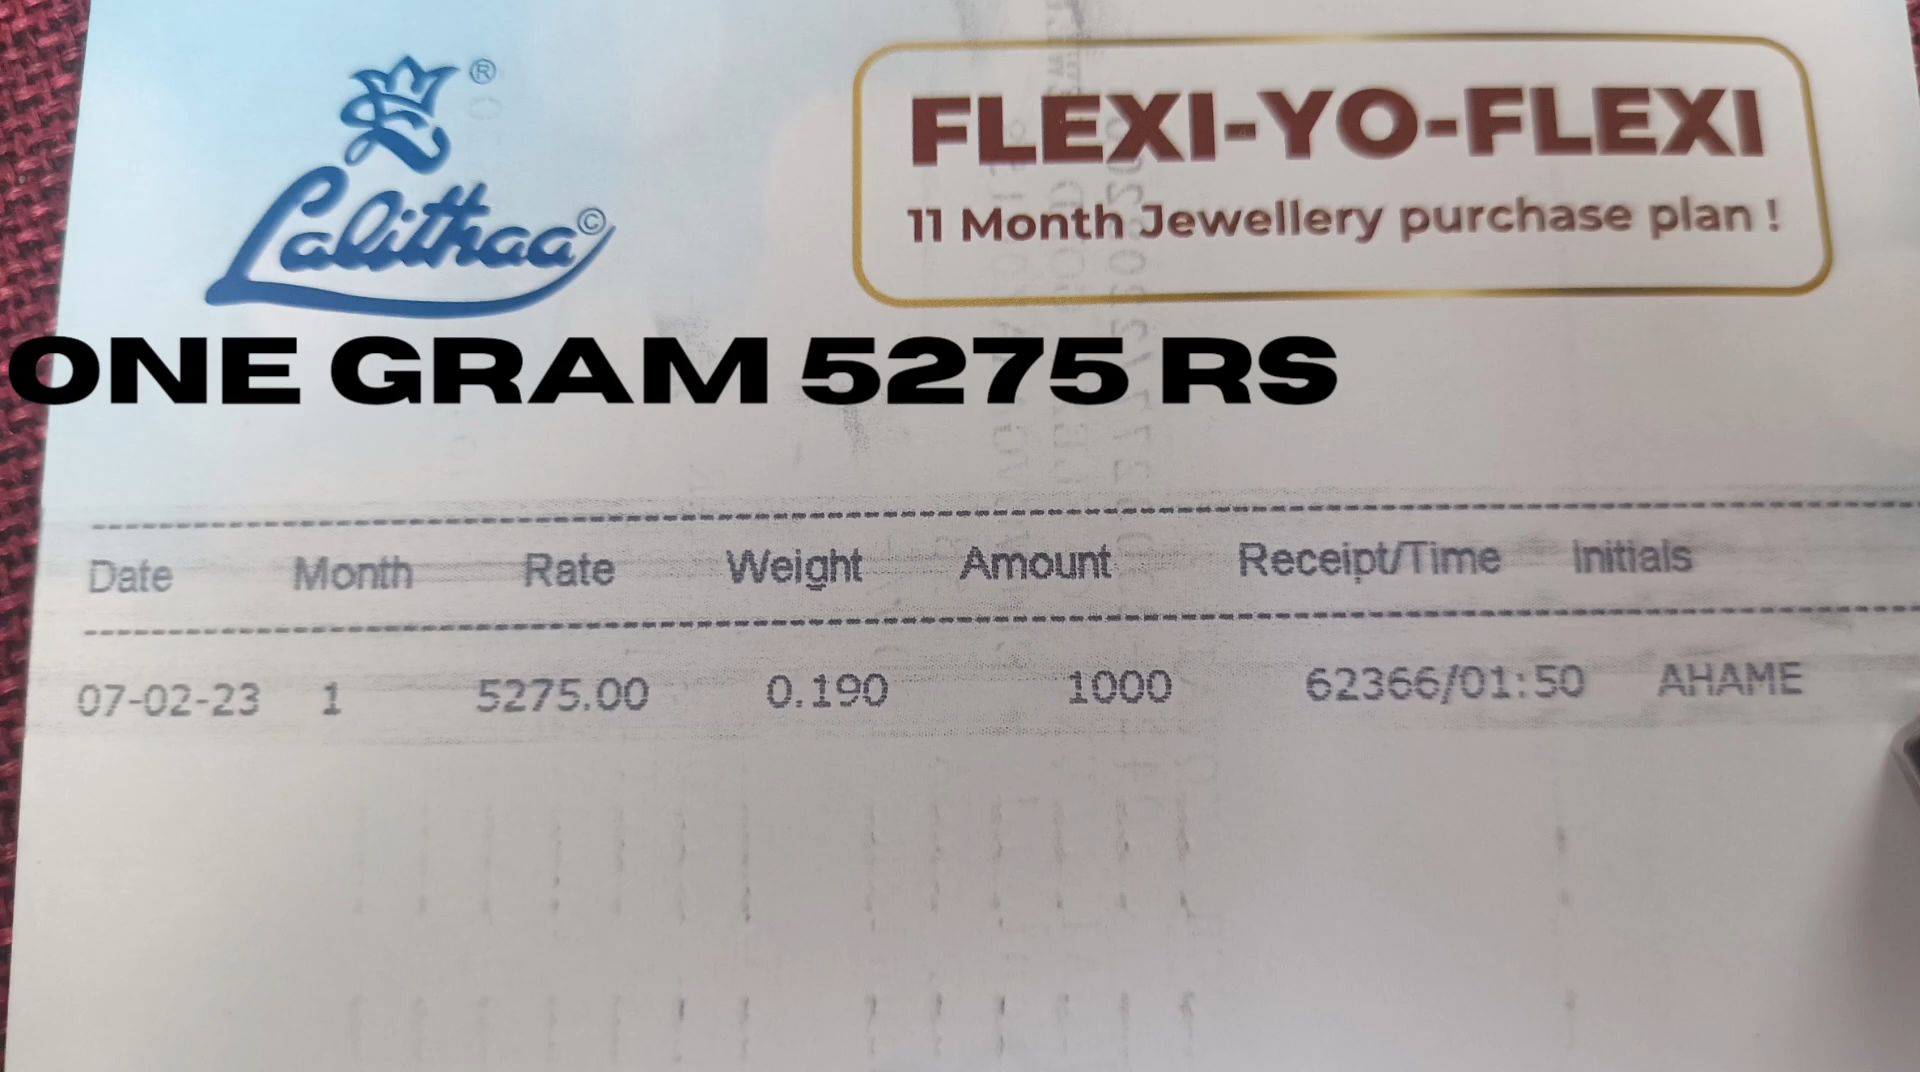 ®
Lalithaa©
FLEXI-YO-FLEXI
11 Month Jewellery purchase plan !
ONE GRAM 5275 RS
Date Month Rate Weight Amount Receipt/Time Initials
07-02-23 1 5275.00 0.190 1000 62366/01:50 AHAME